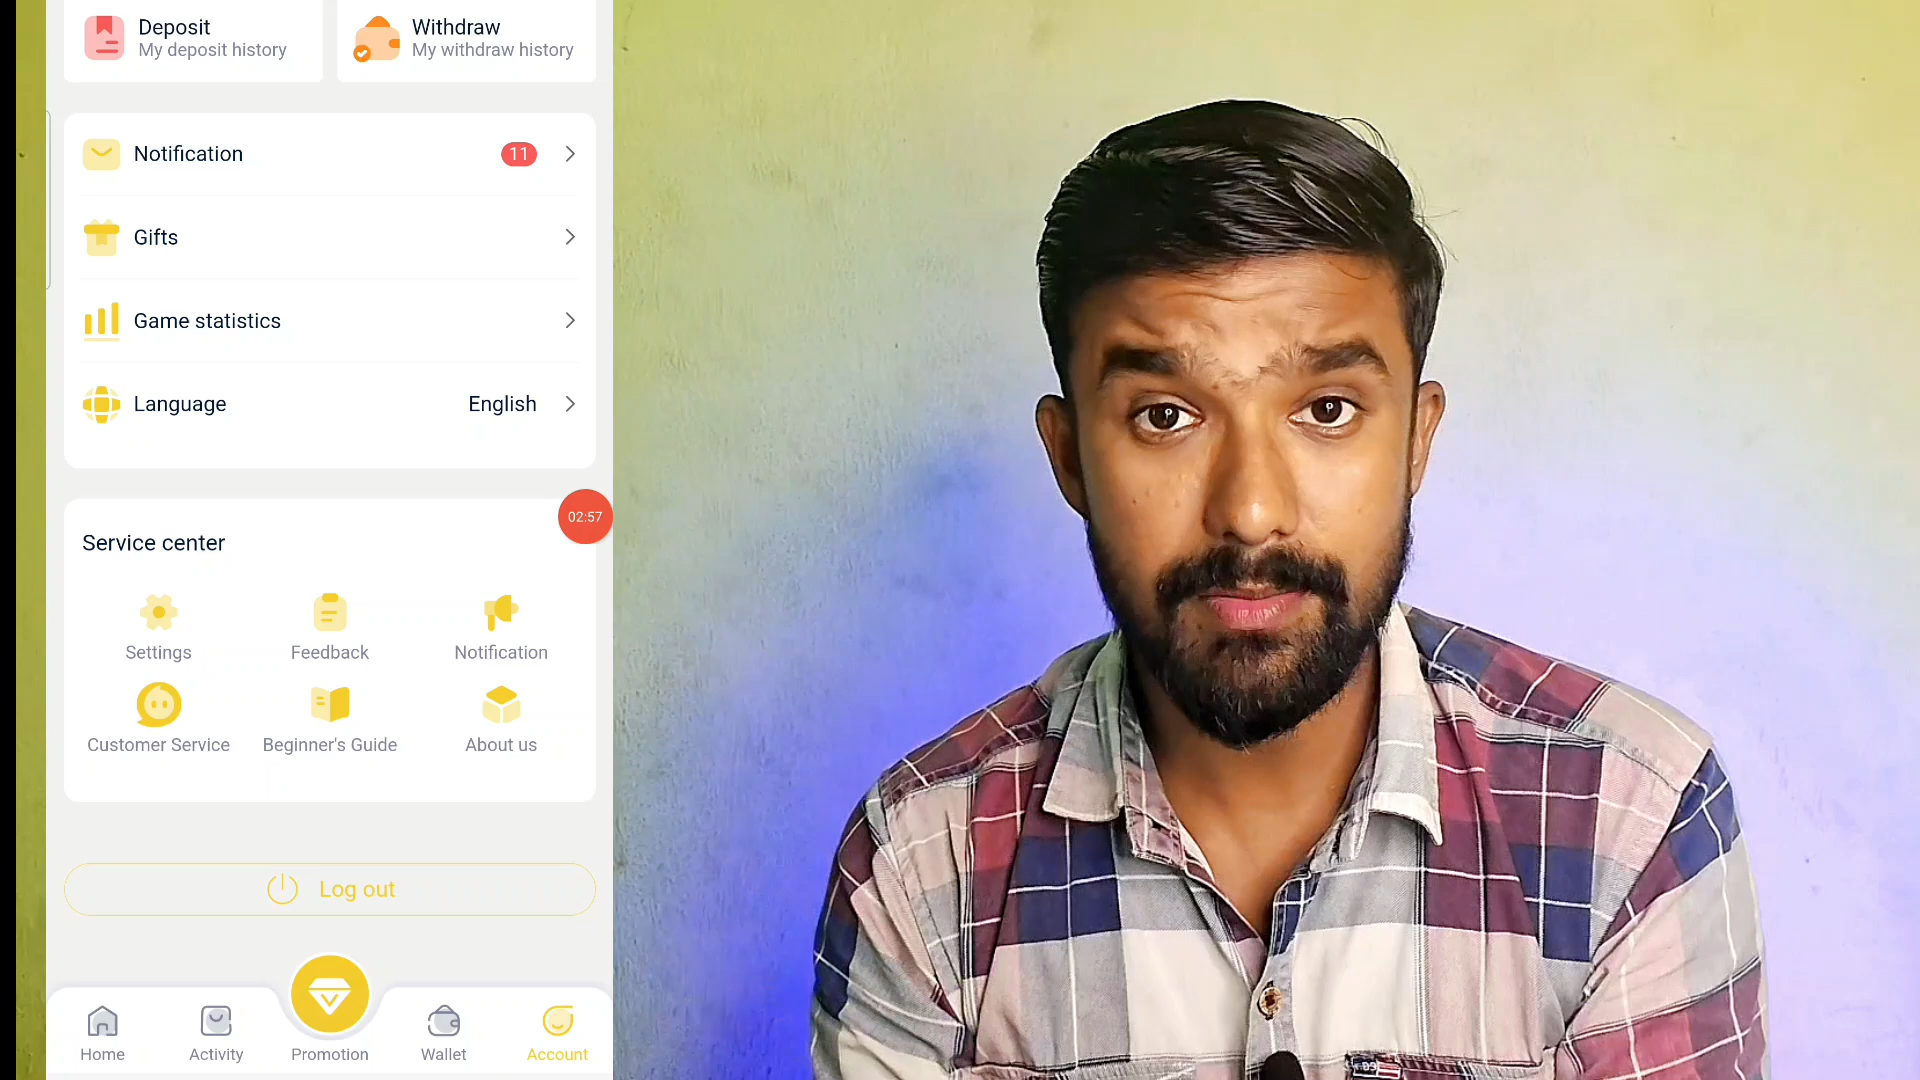 Deposit
My deposit history
Withdraw
My withdraw history
Notification 11
Gifts
Game statistics
Language English
02:57
Service center
Settings
Feedback
Notification
Customer Service
Beginner's Guide
About us
Log out
Home
Activity
Promotion
Wallet
Account